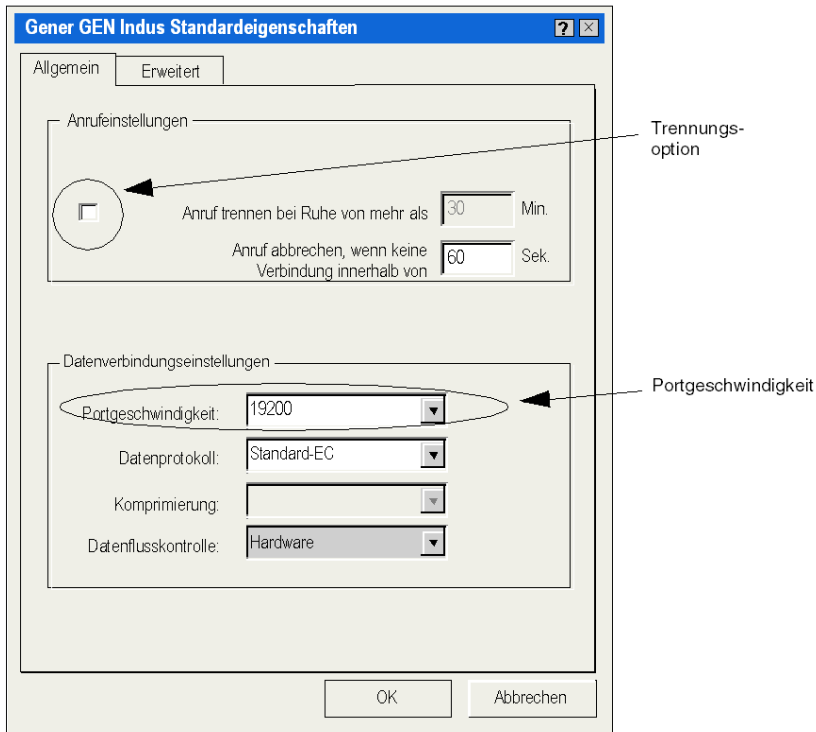 Gener GEN Indus Standardeigenschaften
Allgemein
Erweitert
Anrufeinstellungen
Trennungs-
option
Anruf trennen bei Ruhe von mehr als
30
Min.
Anruf abbrechen, wenn keine
Verbindung innerhalb von
60
Sek.
Datenverbindungseinstellungen
Portgeschwindigkeit:
19200
Portgeschwindigkeit
Datenprotokoll:
Standard-EC
Komprimierung:
Datenflusskontrolle:
Hardware
OK
Abbrechen